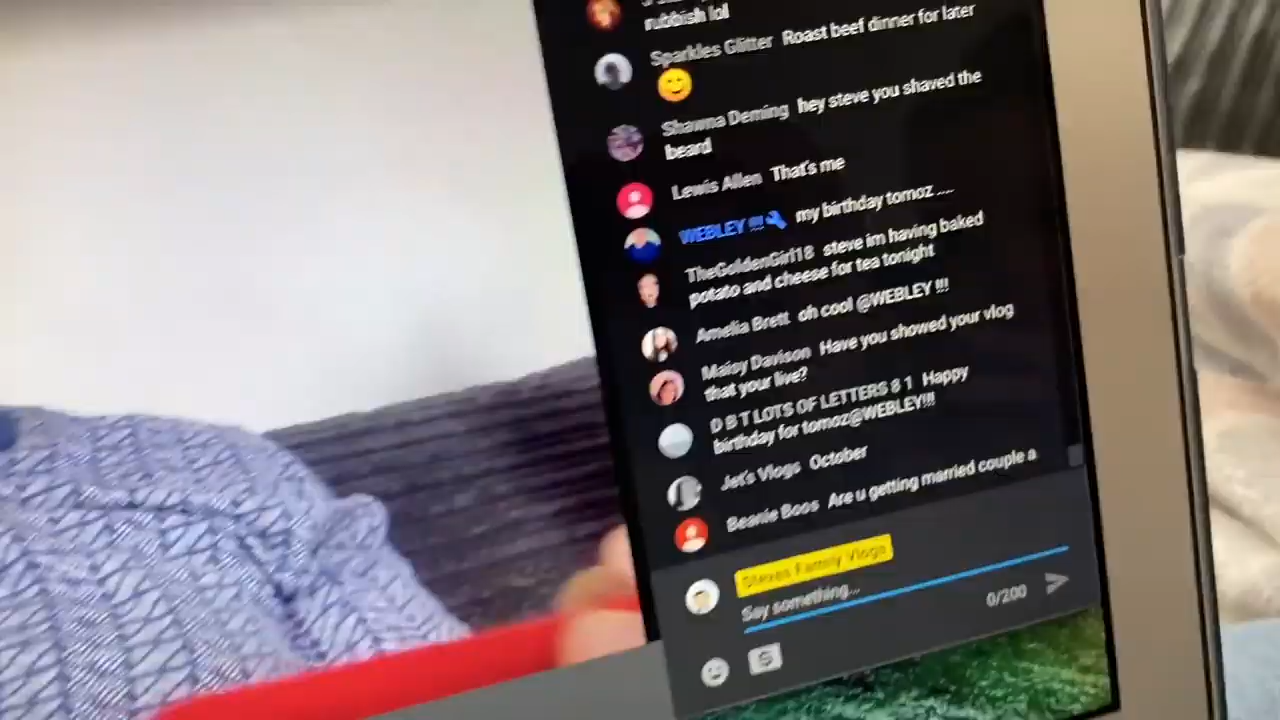 rubbish lol
Sparkles Glitter Roast beef dinner for later
Shawna Deming hey steve you shaved the
beard
Lewis Allen That's me
WEBLEY !!! my birthday tomoz ....
TheGoldenGirl18 steve im having baked
potato and cheese for tea tonight
Amelia Brett oh cool @WEBLEY !!!
Maisy Davison Have you showed your vlog
that your live?
D B T LOTS OF LETTERS 8 1 Happy
birthday for tomoz@WEBLEY!!!
Jet's Vlogs October
Beanie Boos Are u getting married couple a
Steves Family Vlogs
Say something...
0/200